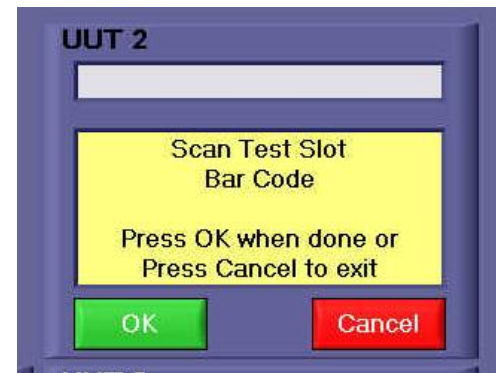 UUT 2
Scan Test Slot
Bar Code
Press OK when done or
Press Cancel to exit
OK
Cancel